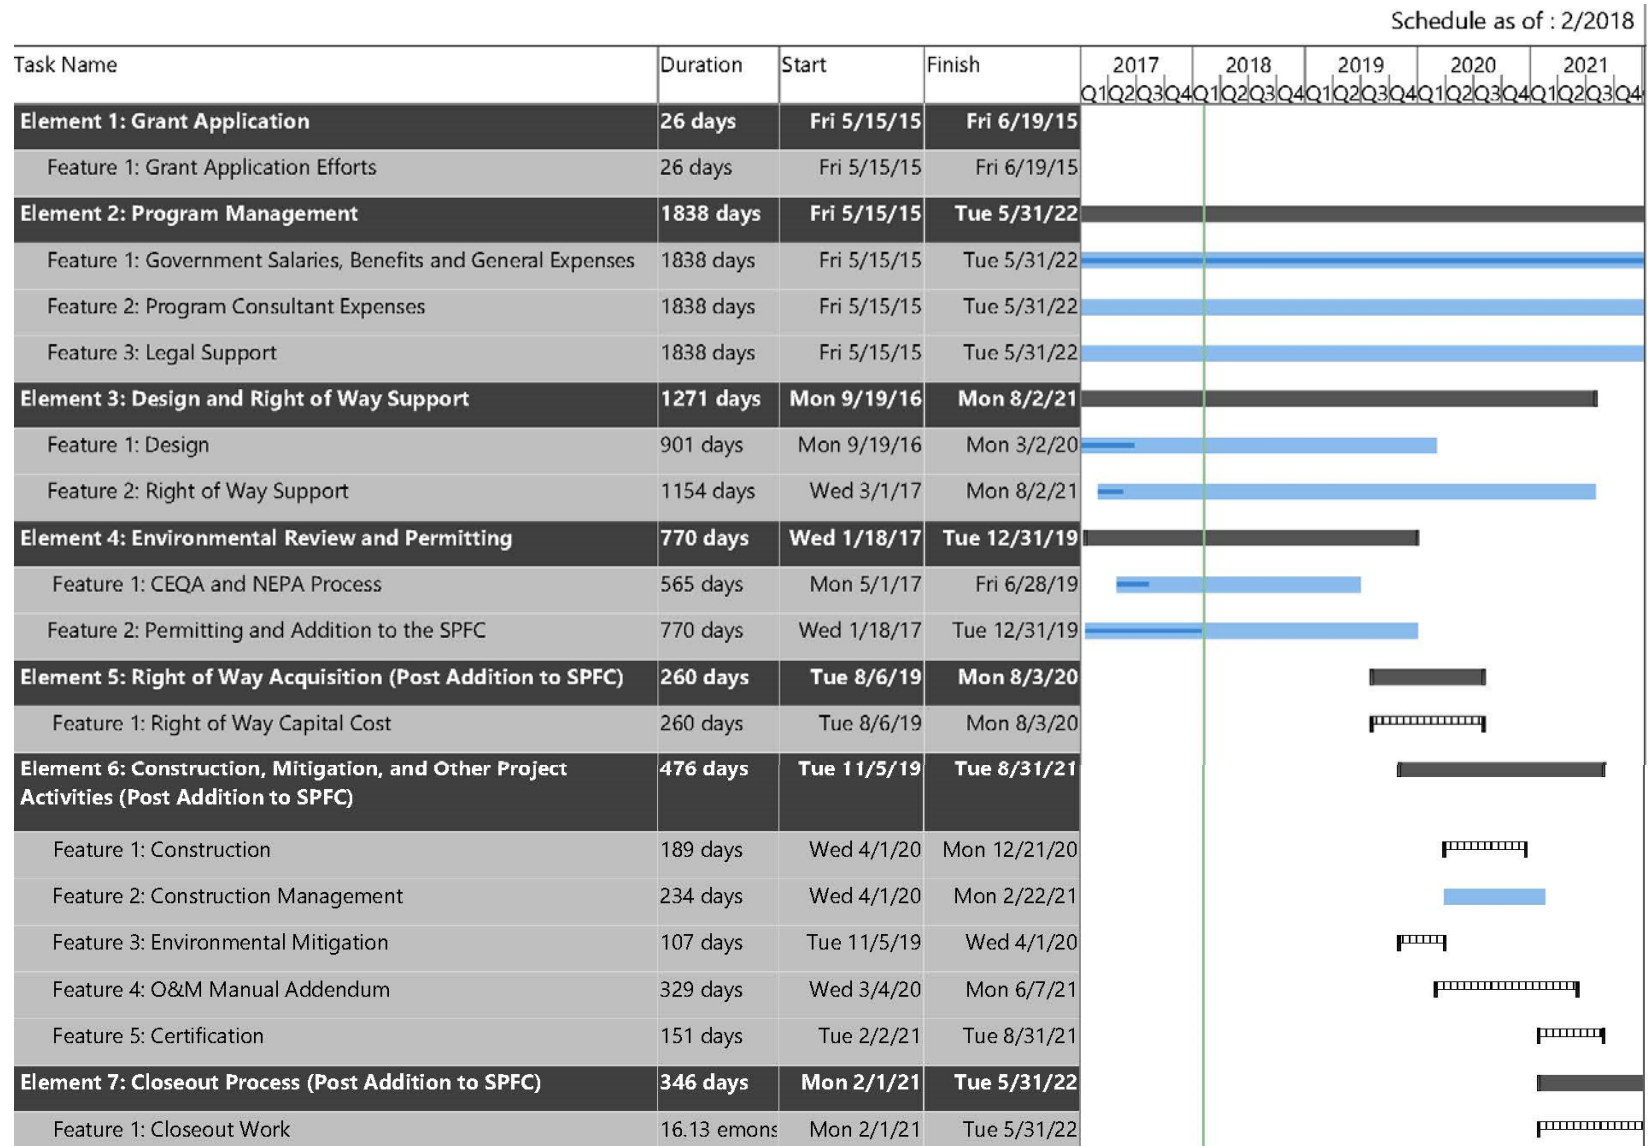 Schedule as of : 2/2018
Task Name Duration Start Finish 2017 2018 2019 2020 2021
Q1Q2Q3Q4Q1Q2Q3Q4Q1Q2Q3Q4Q1Q2Q3Q4Q1Q2Q3Q4
Element 1: Grant Application 26 days Fri 5/15/15 Fri 6/19/15
Feature 1: Grant Application Efforts 26 days Fri 5/15/15 Fri 6/19/15
Element 2: Program Management 1838 days Fri 5/15/15 Tue 5/31/22
Feature 1: Government Salaries, Benefits and General Expenses 1838 days Fri 5/15/15 Tue 5/31/22
Feature 2: Program Consultant Expenses 1838 days Fri 5/15/15 Tue 5/31/22
Feature 3: Legal Support 1838 days Fri 5/15/15 Tue 5/31/22
Element 3: Design and Right of Way Support 1271 days Mon 9/19/16 Mon 8/2/21
Feature 1: Design 901 days Mon 9/19/16 Mon 3/2/20
Feature 2: Right of Way Support 1154 days Wed 3/1/17 Mon 8/2/21
Element 4: Environmental Review and Permitting 770 days Wed 1/18/17 Tue 12/31/19
Feature 1: CEQA and NEPA Process 565 days Mon 5/1/17 Fri 6/28/19
Feature 2: Permitting and Addition to the SPFC 770 days Wed 1/18/17 Tue 12/31/19
Element 5: Right of Way Acquisition (Post Addition to SPFC) 260 days Tue 8/6/19 Mon 8/3/20
Feature 1: Right of Way Capital Cost 260 days Tue 8/6/19 Mon 8/3/20
Element 6: Construction, Mitigation, and Other Project 476 days Tue 11/5/19 Tue 8/31/21
Activities (Post Addition to SPFC)
Feature 1: Construction 189 days Wed 4/1/20 Mon 12/21/20
Feature 2: Construction Management 234 days Wed 4/1/20 Mon 2/22/21
Feature 3: Environmental Mitigation 107 days Tue 11/5/19 Wed 4/1/20
Feature 4: O&M Manual Addendum 329 days Wed 3/4/20 Mon 6/7/21
Feature 5: Certification 151 days Tue 2/2/21 Tue 8/31/21
Element 7: Closeout Process (Post Addition to SPFC) 346 days Mon 2/1/21 Tue 5/31/22
Feature 1: Closeout Work 16.13 emons Mon 2/1/21 Tue 5/31/22